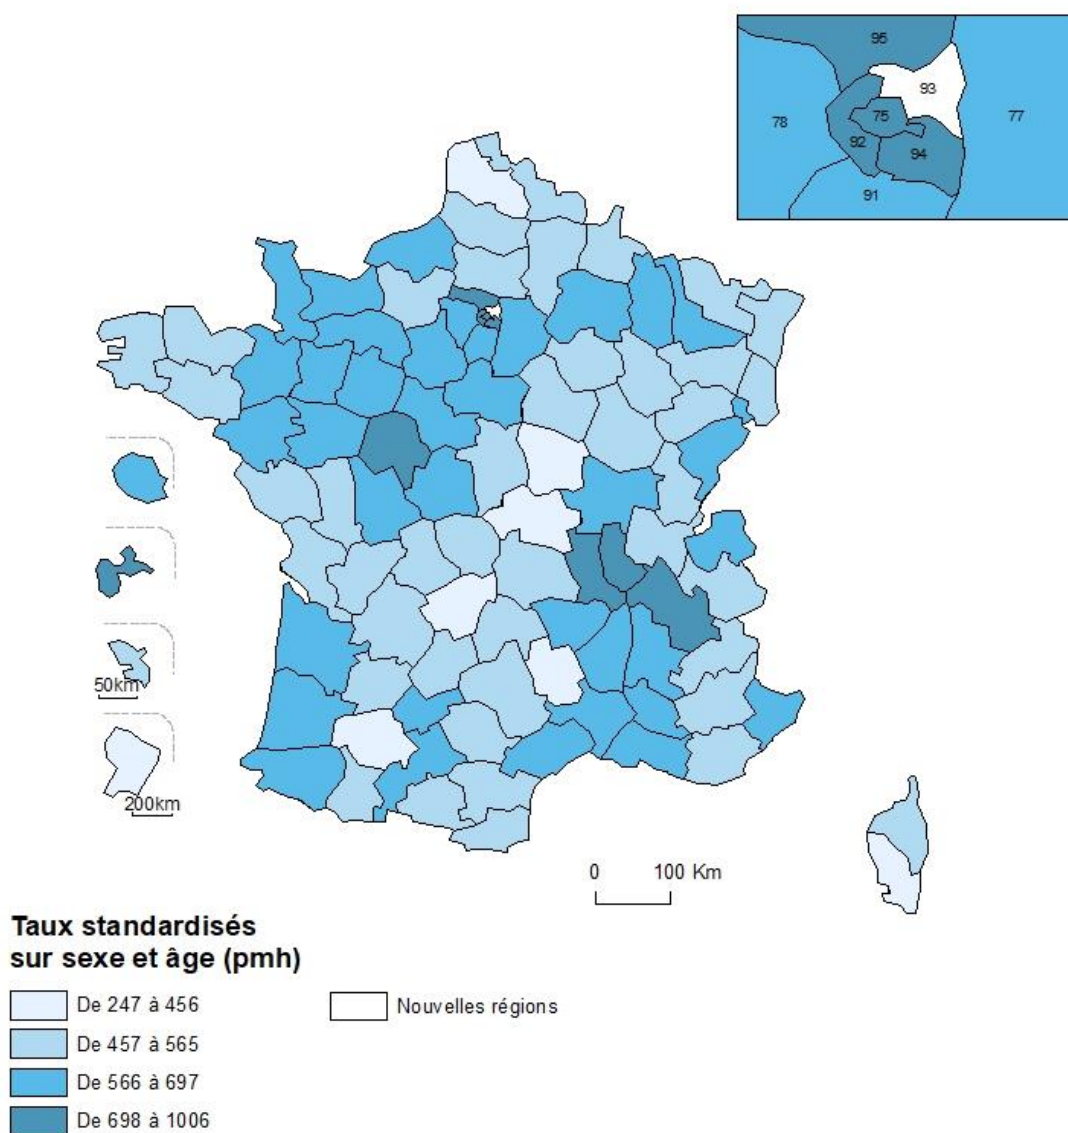 95
93
78
75
77
92
94
91
50km
200km
0 100 Km
Taux standardisés
sur sexe et âge (pmh)
De 247 à 456
Nouvelles régions
De 457 à 565
De 566 à 697
De 698 à 1006